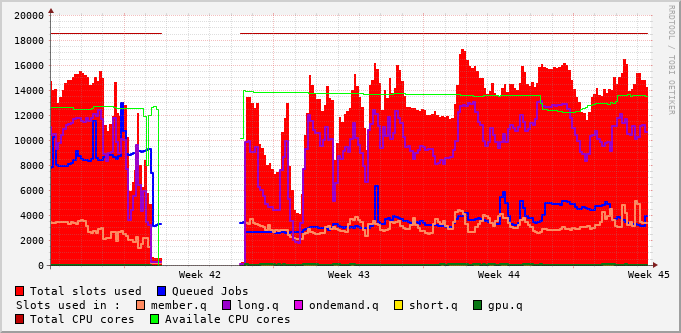 20000
18000
16000
14000
12000
10000
8000
6000
4000
2000
0
Week 42 Week 43 Week 44 Week 45
RRDTOOL / TOBI OETIKER
Total slots used Queued Jobs
Slots used in : member.q long.q ondemand.q short.q gpu.q
Total CPU cores Availale CPU cores